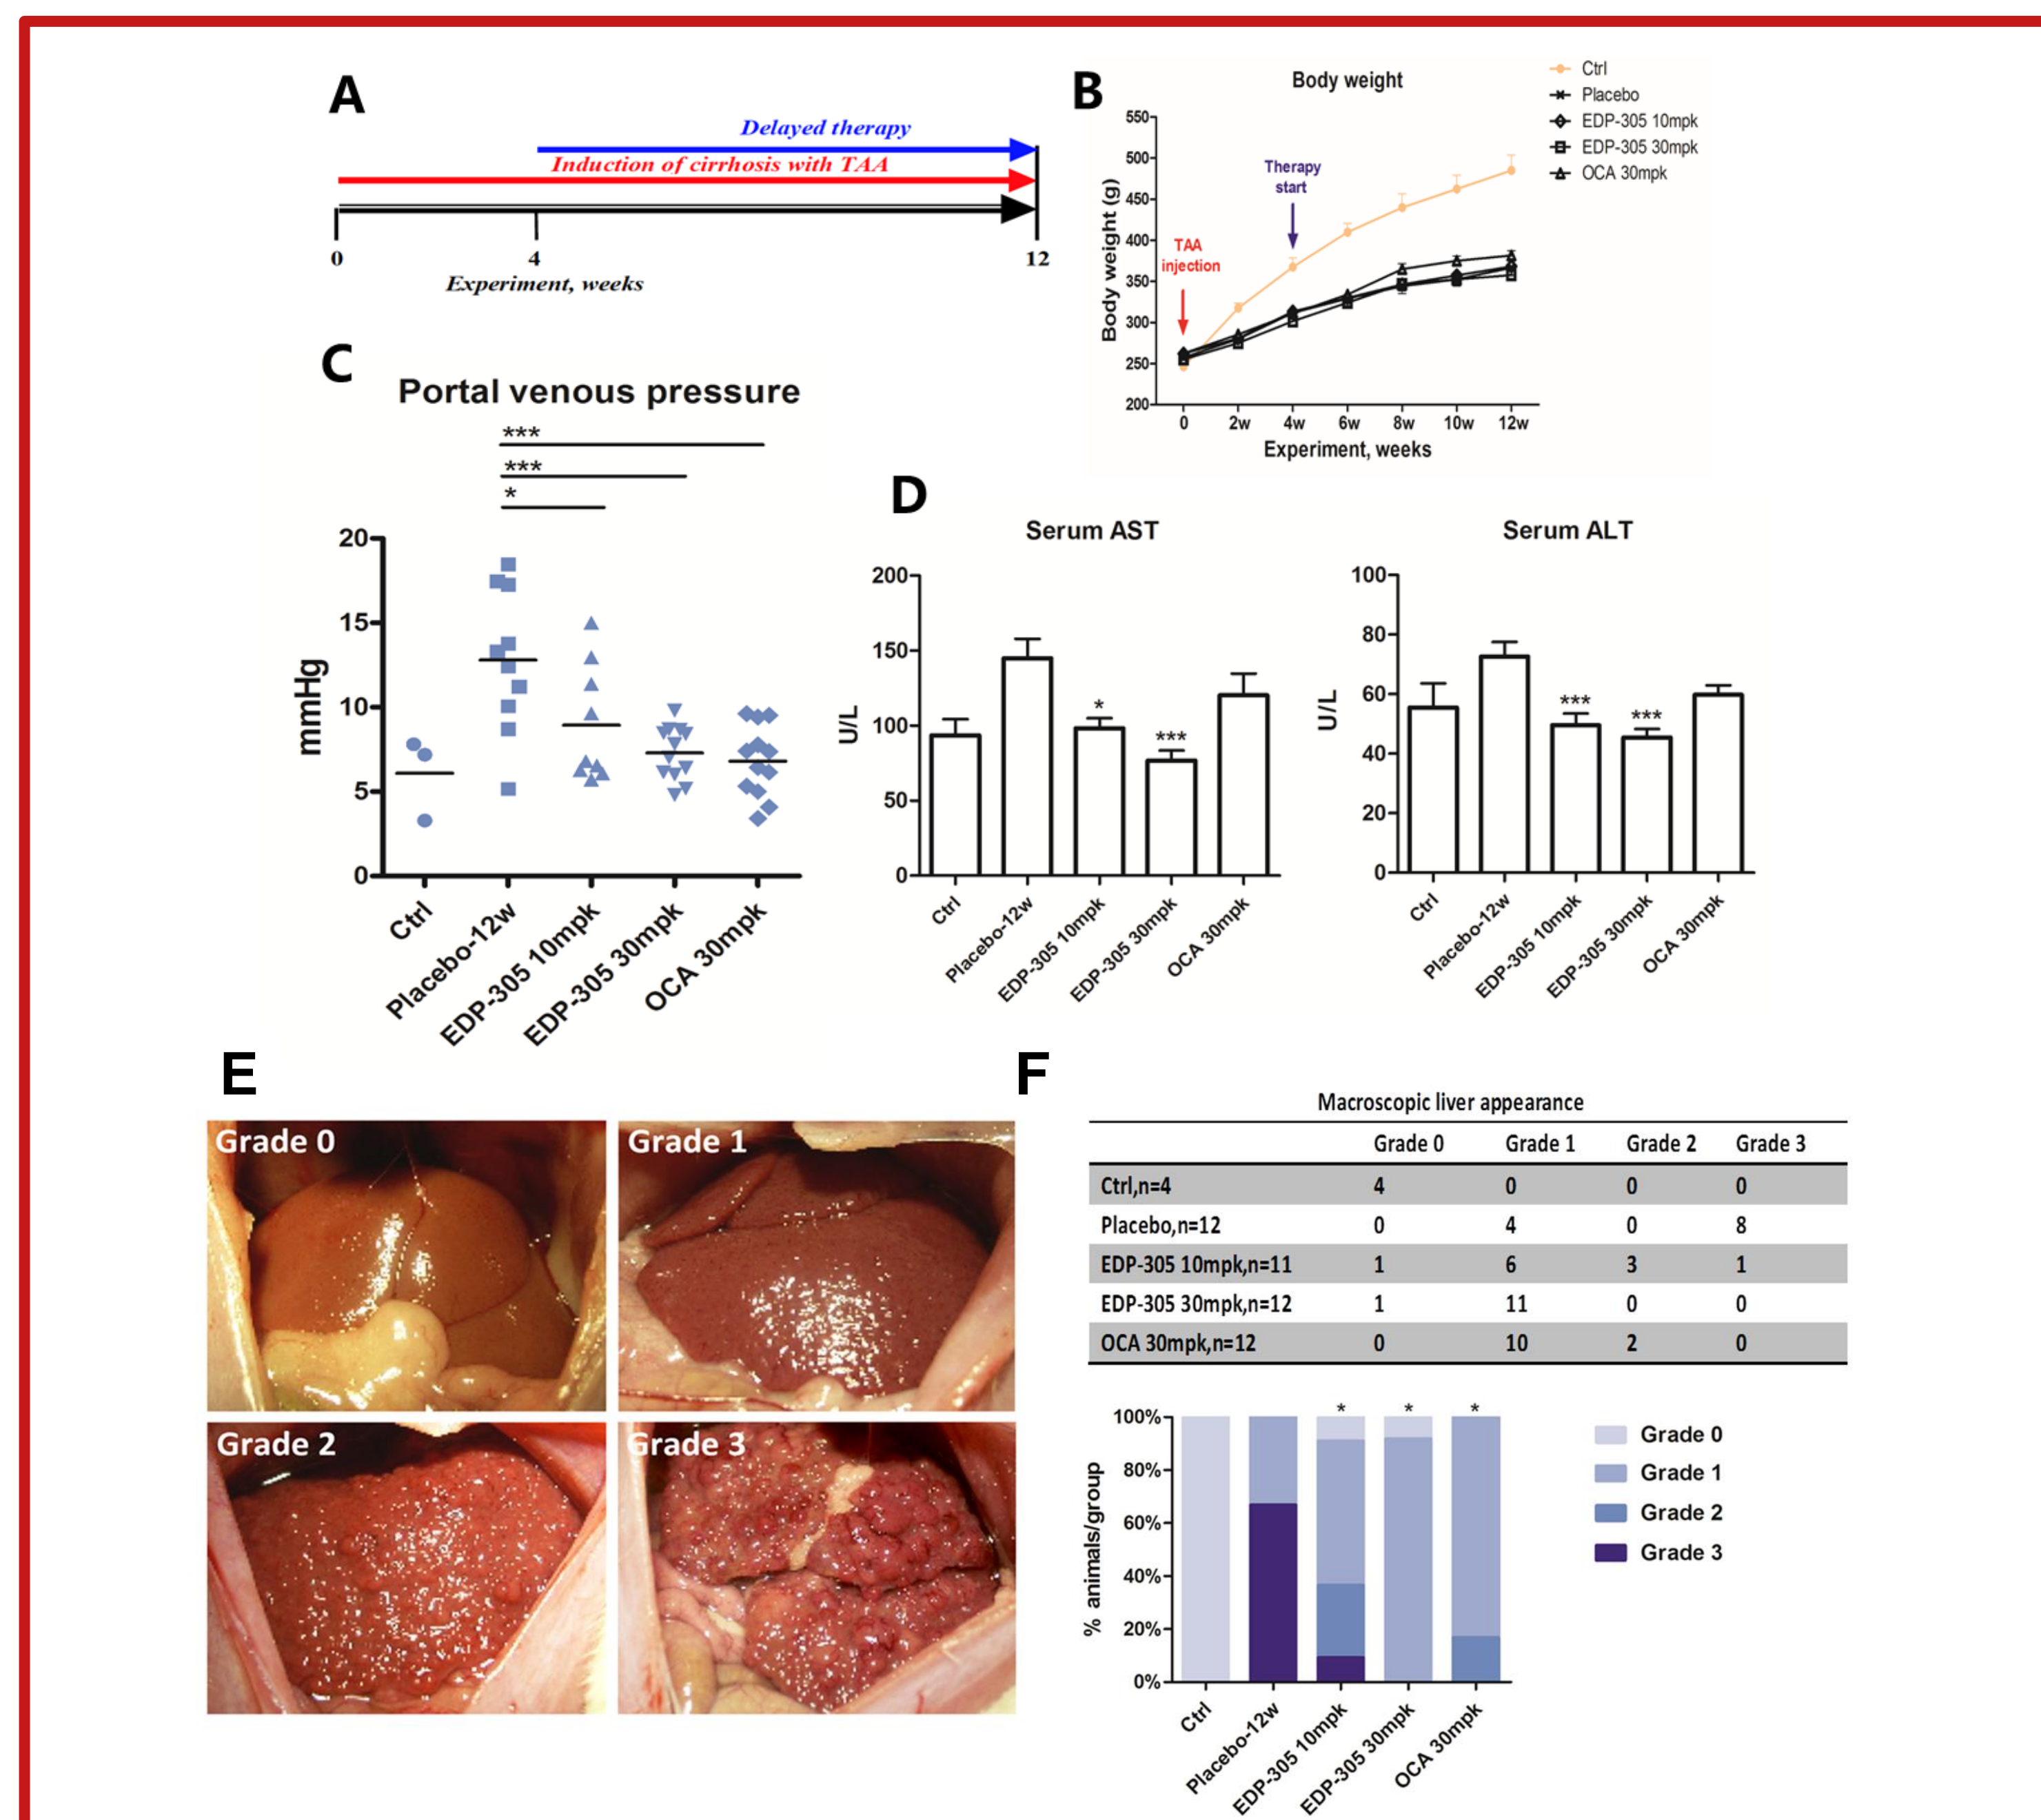 A
Delayed therapy
Induction of cirrhosis with TAA
0 4 12
Experiment, weeks
B
Body weight
Ctrl
Placebo
EDP-305 10mpk
EDP-305 30mpk
OCA 30mpk
Body weight (g)
550
500
450
400
350
300
250
200
TAA
injection
Therapy
start
0 2w 4w 6w 8w 10w 12w
Experiment, weeks
C
Portal venous pressure
***
***
*
mmHg
20
15
10
5
0
Ctrl
Placebo-12w
EDP-305 10mpk
EDP-305 30mpk
OCA 30mpk
D
Serum AST
U/L
200
150
100
50
0
*
***
Ctrl
Placebo-12w
EDP-305 10mpk
EDP-305 30mpk
OCA 30mpk
Serum ALT
U/L
100
80
60
40
20
0
***
***
Ctrl
Placebo-12w
EDP-305 10mpk
EDP-305 30mpk
OCA 30mpk
E
Grade 0
Grade 1
Grade 2
Grade 3
F
Macroscopic liver appearance
Grade 0 Grade 1 Grade 2 Grade 3
Ctrl,n=4 4 0 0 0
Placebo,n=12 0 4 0 8
EDP-305 10mpk,n=11 1 6 3 1
EDP-305 30mpk,n=12 1 11 0 0
OCA 30mpk,n=12 0 10 2 0
% animals/group
100%
80%
60%
40%
20%
0%
* * *
Ctrl
Placebo-12w
EDP-305 10mpk
EDP-305 30mpk
OCA 30mpk
Grade 0
Grade 1
Grade 2
Grade 3